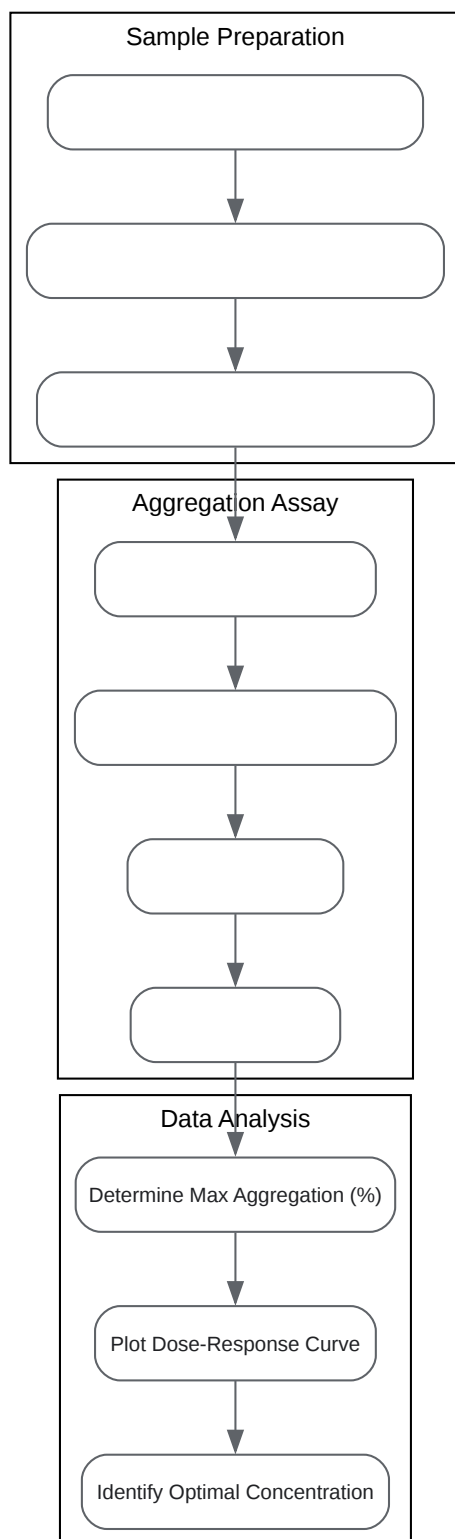 Sample Preparation
Aggregation Assay
Data Analysis
Determine Max Aggregation (%)
Plot Dose-Response Curve
Identify Optimal Concentration